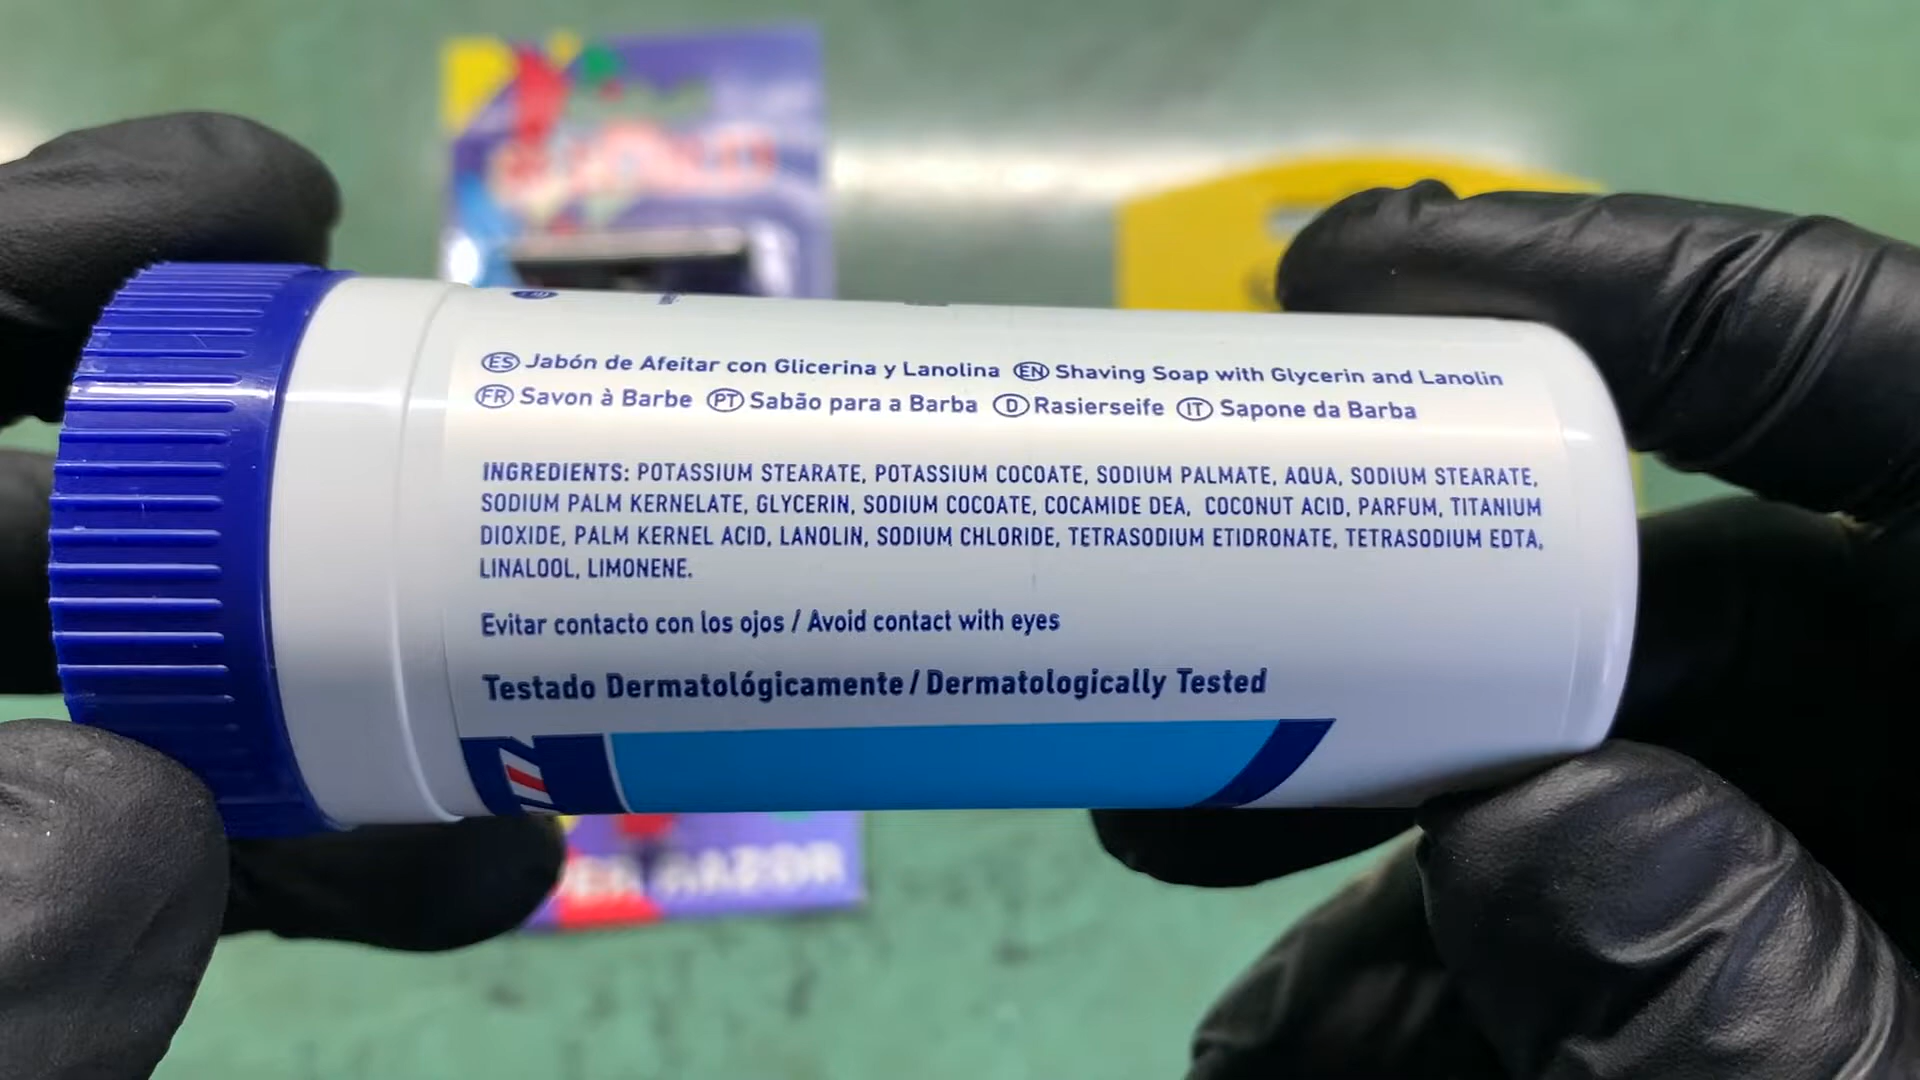 ES Jabón de Afeitar con Glicerina y Lanolina EN Shaving Soap with Glycerin and Lanolin
FR Savon à Barbe PT Sabão para a Barba D Rasierseife IT Sapone da Barba
INGREDIENTS: POTASSIUM STEARATE, POTASSIUM COCOATE, SODIUM PALMATE, AQUA, SODIUM STEARATE,
SODIUM PALM KERNELATE, GLYCERIN, SODIUM COCOATE, COCAMIDE DEA, COCONUT ACID, PARFUM, TITANIUM
DIOXIDE, PALM KERNEL ACID, LANOLIN, SODIUM CHLORIDE, TETRASODIUM ETIDRONATE, TETRASODIUM EDTA,
LINALOOL, LIMONENE.
Evitar contacto con los ojos / Avoid contact with eyes
Testado Dermatológicamente / Dermatologically Tested
RAZOR